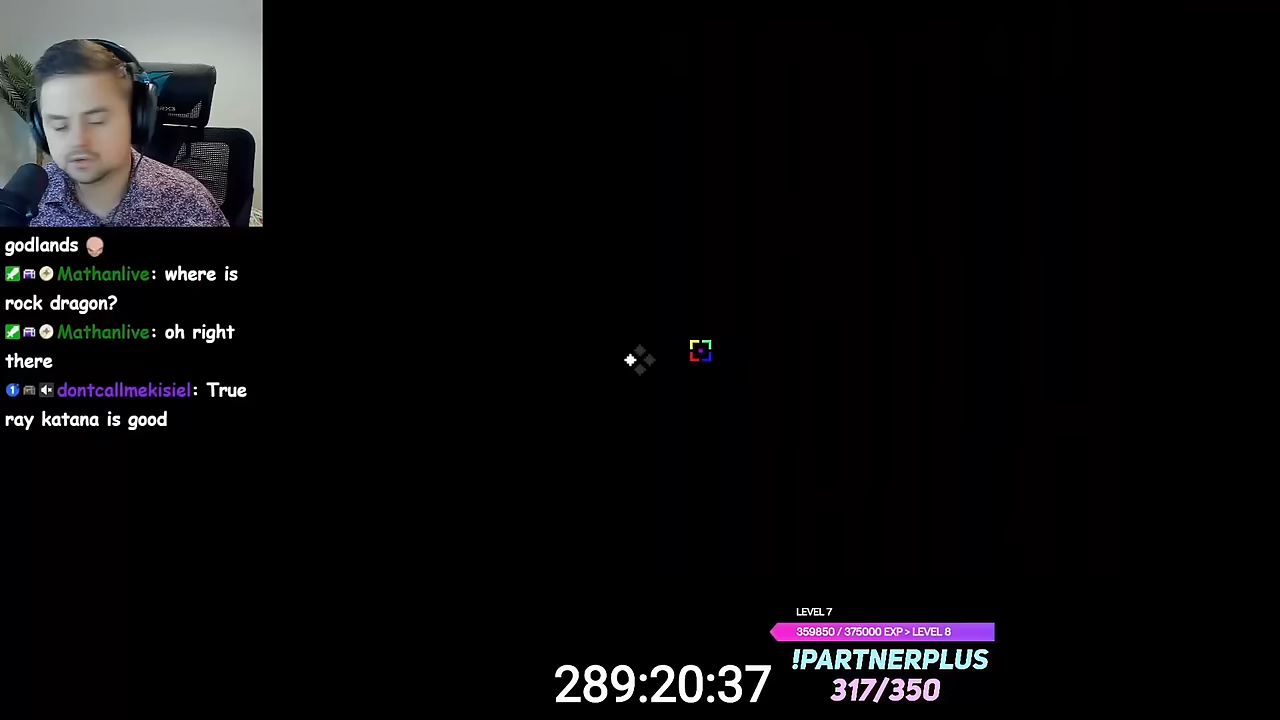 godlands
Mathanlive: where is
rock dragon?
Mathanlive: oh right
there
dontcallmekisiel: True
ray katana is good
LEVEL 7
359850 / 375000 EXP > LEVEL 8
!PARTNERPLUS
317/350
289:20:37